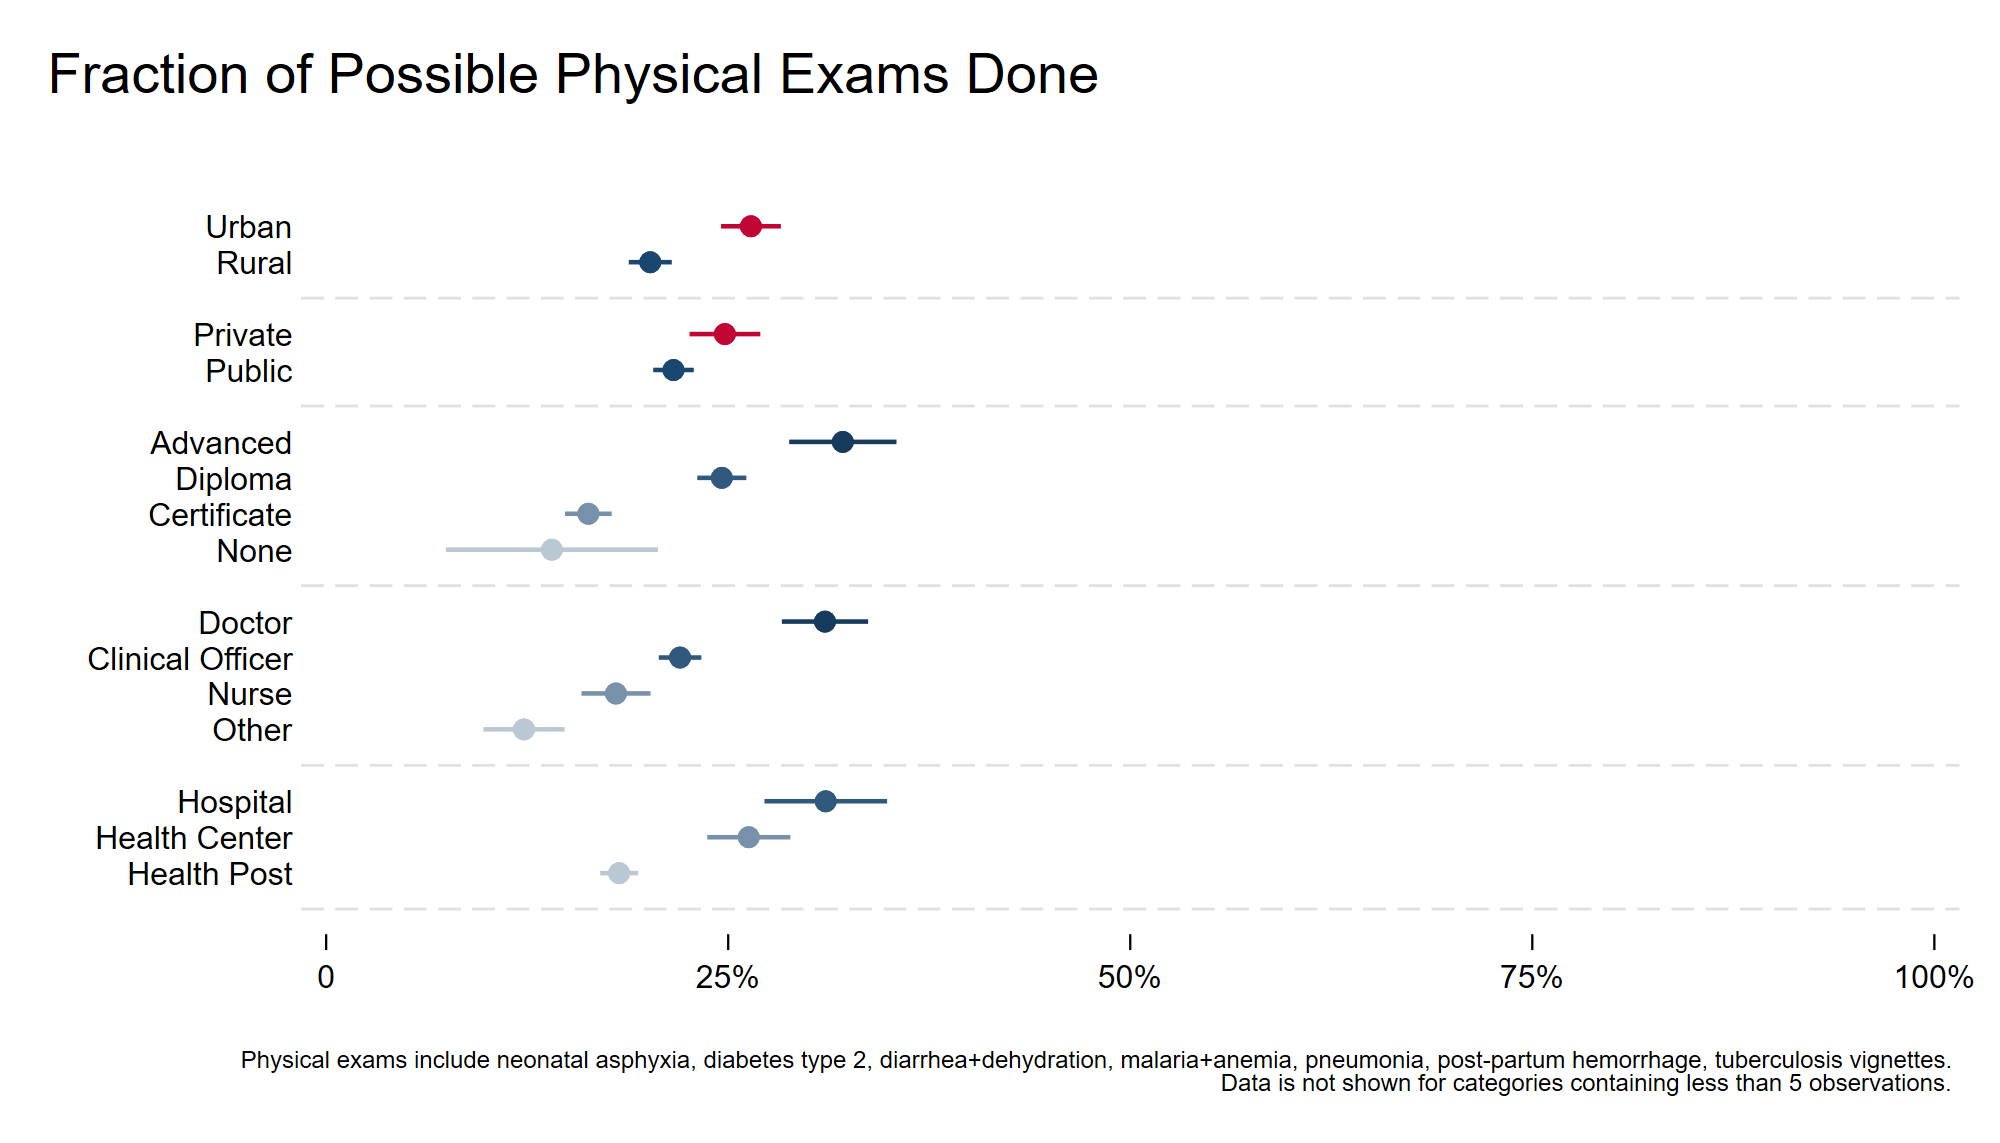 Fraction of Possible Physical Exams Done
Urban
Rural
Private
Public
Advanced
Diploma
Certificate
None
Doctor
Clinical Officer
Nurse
Other
Hospital
Health Center
Health Post
0 25% 50% 75% 100%
Physical exams include neonatal asphyxia, diabetes type 2, diarrhea+dehydration, malaria+anemia, pneumonia, post-partum hemorrhage, tuberculosis vignettes.
Data is not shown for categories containing less than 5 observations.